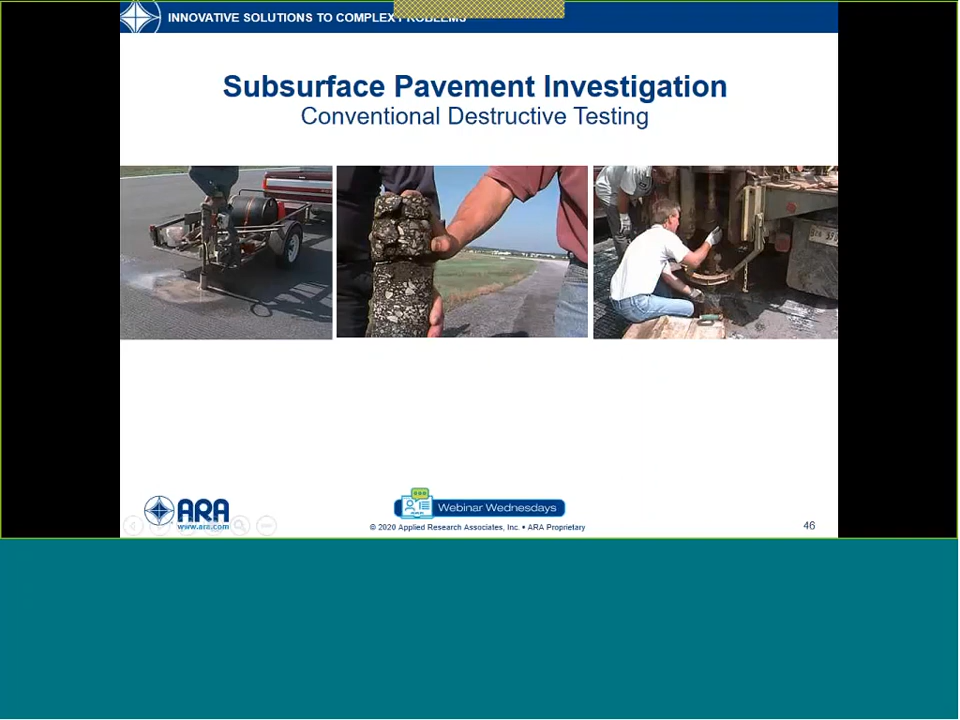 INNOVATIVE SOLUTIONS TO COMPLEX PROBLEMS
Subsurface Pavement Investigation
Conventional Destructive Testing
ARA
www.ara.com
Webinar Wednesdays
© 2020 Applied Research Associates, Inc. • ARA Proprietary
46